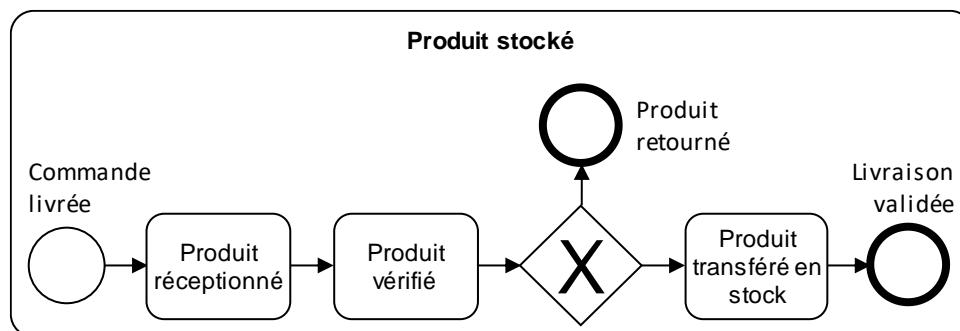 Produit stocké
Produit
retourné
Commande
livrée
Livraison
validée
Produit
réceptionné
Produit
vérifié
X
Produit
transféré en
stock